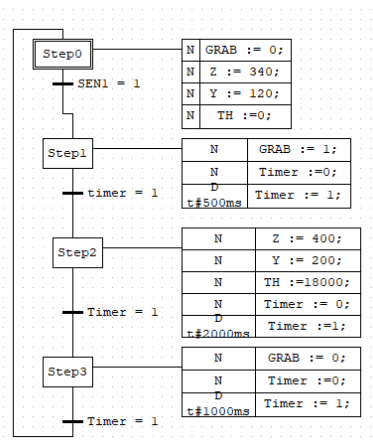 Step0
N GRAB := 0;
N Z := 340;
N Y := 120;
N TH :=0;
SEN1 = 1
Step1
N GRAB := 1;
N Timer :=0;
D t#500ms Timer := 1;
timer = 1
Step2
N Z := 400;
N Y := 200;
N TH :=18000;
N Timer := 0;
D t#2000ms Timer :=1;
Timer = 1
Step3
N GRAB := 0;
N Timer :=0;
D t#1000ms Timer := 1;
Timer = 1